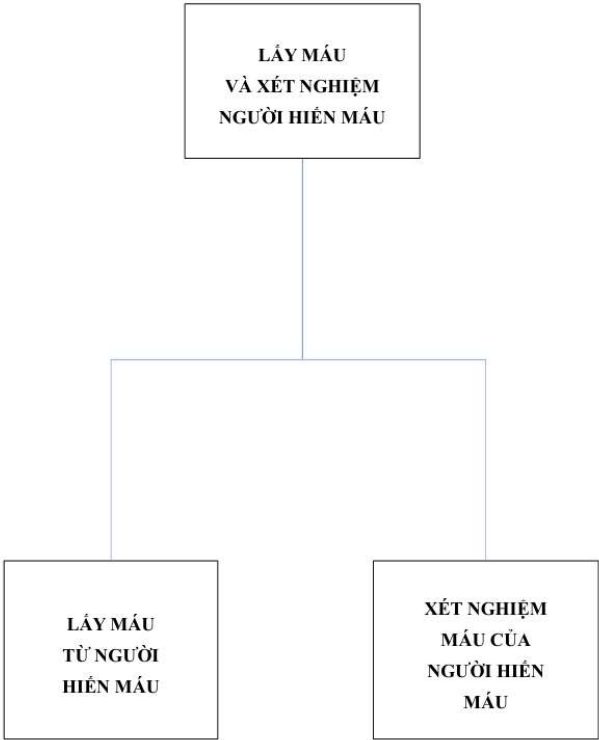 LẤY MÁU
VÀ XÉT NGHIỆM
NGƯỜI HIẾN MÁU
LẤY MÁU
TỪ NGƯỜI
HIẾN MÁU
XÉT NGHIỆM
MÁU CỦA
NGƯỜI HIẾN
MÁU